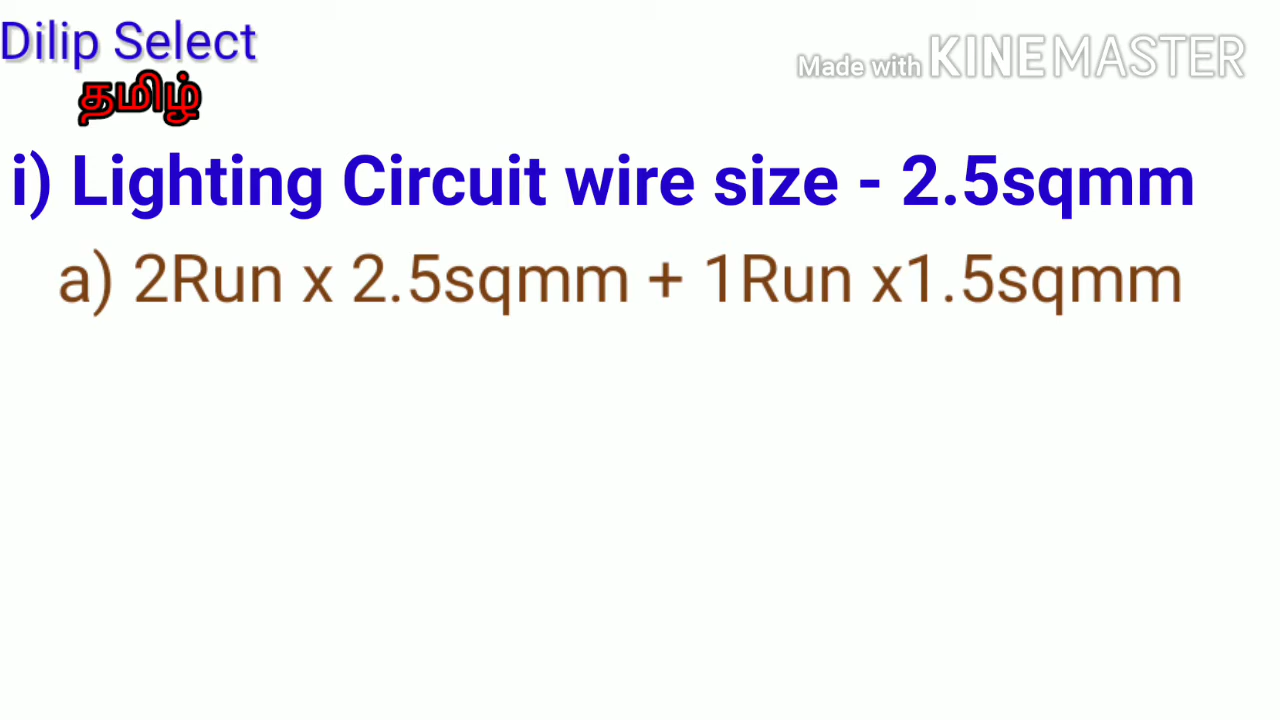 Dilip Select
தமிழ்
Made with KINEMASTER
i) Lighting Circuit wire size - 2.5sqmm
a) 2Run x 2.5sqmm + 1Run x1.5sqmm